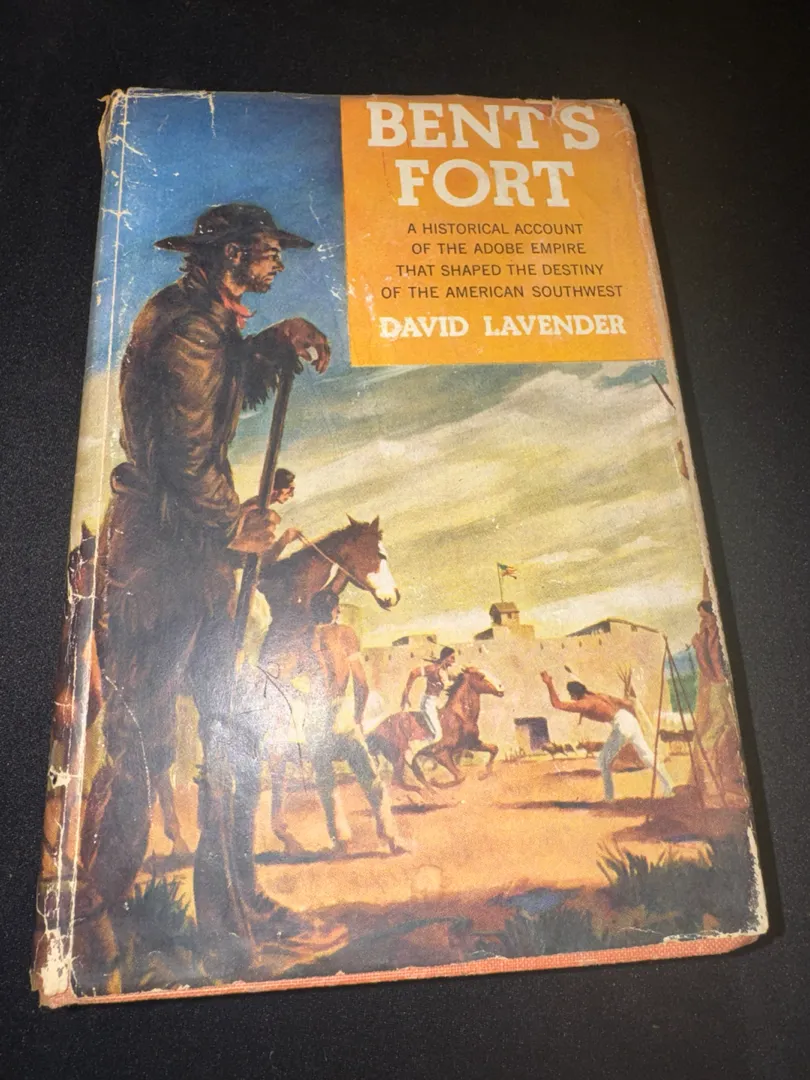 BENT'S
FORT
A HISTORICAL ACCOUNT
OF THE ADOBE EMPIRE
THAT SHAPED THE DESTINY
OF THE AMERICAN SOUTHWEST
DAVID LAVENDER